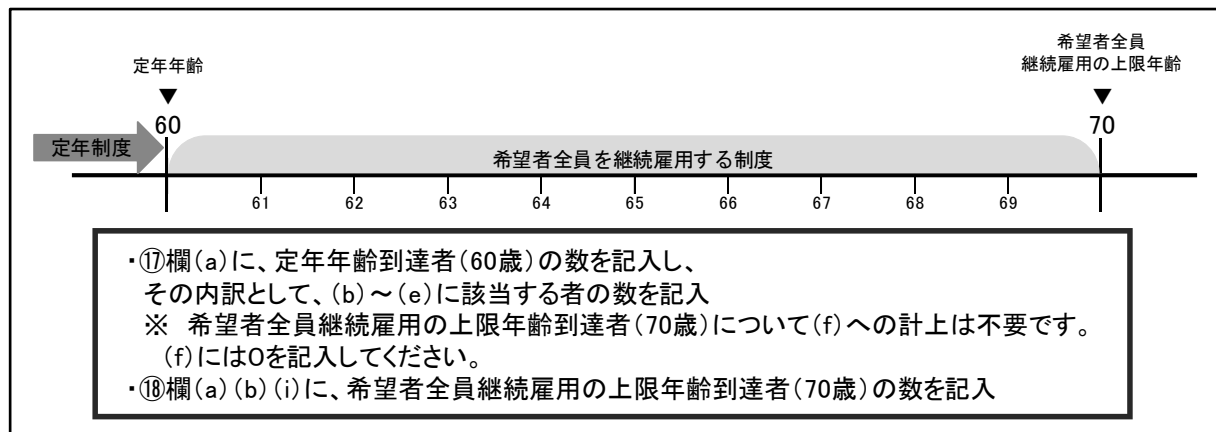 希望者全員
継続雇用の上限年齢
定年年齢
▼
▼
60
70
定年制度
希望者全員を継続雇用する制度
61
62
63
64
65
66
67
68
69
・⑰欄(a)に、定年年齢到達者(60歳)の数を記入し、
その内訳として、(b)～(e)に該当する者の数を記入
※ 希望者全員継続雇用の上限年齢到達者(70歳)について(f)への計上は不要です。
(f)には0を記入してください。
・⑱欄(a)(b)(i)に、希望者全員継続雇用の上限年齢到達者(70歳)の数を記入